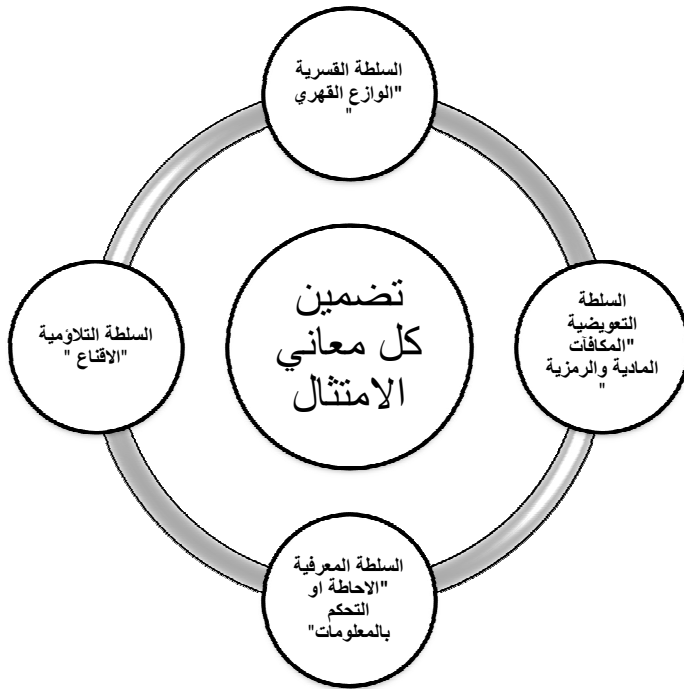 السلطة القسرية
"الوازع القهري
"
السلطة
التعويضية
"المكافآت
المادية والرمزية
"
السلطة المعرفية
"الاحاطة او
التحكم
بالمعلومات"
السلطة التلاؤمية
"الاقناع "
تضمين
كل معاني
الامتثال